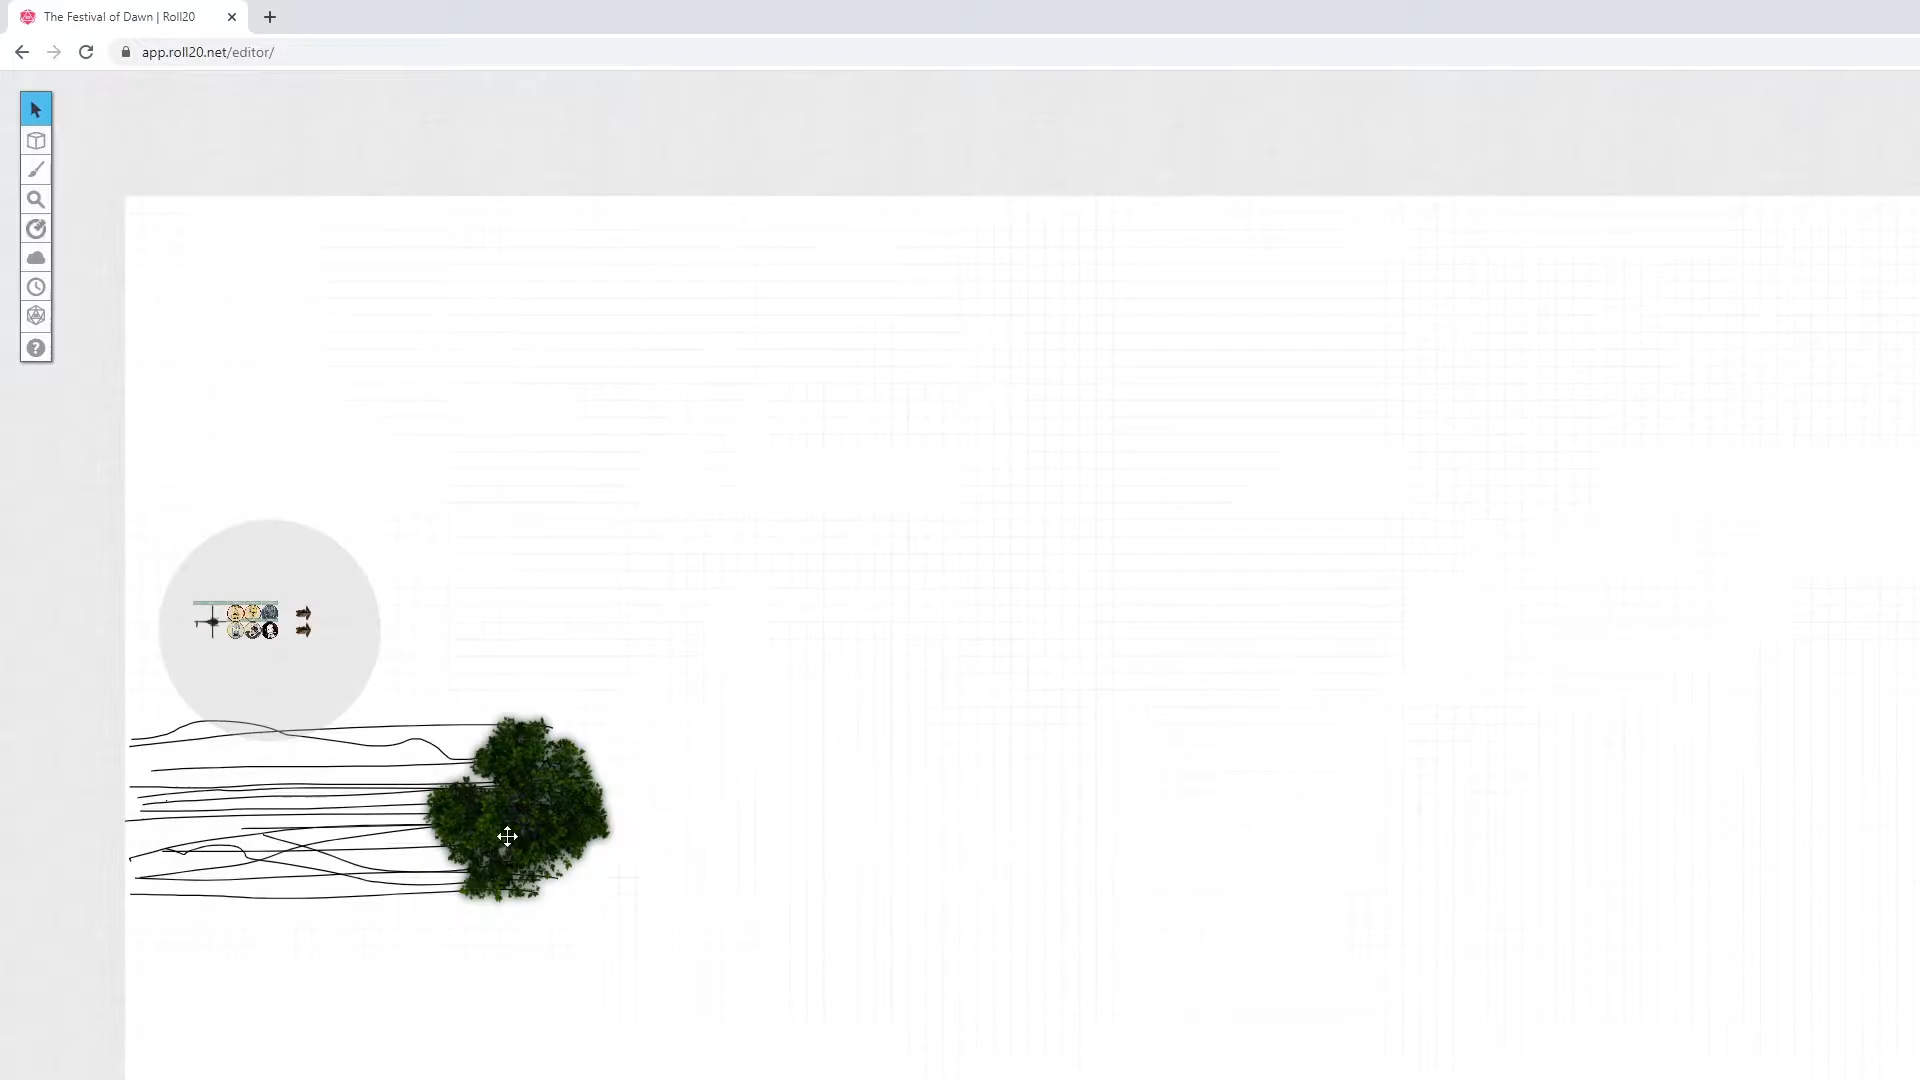 The Festival of Dawn | Roll20
app.roll20.net/editor/